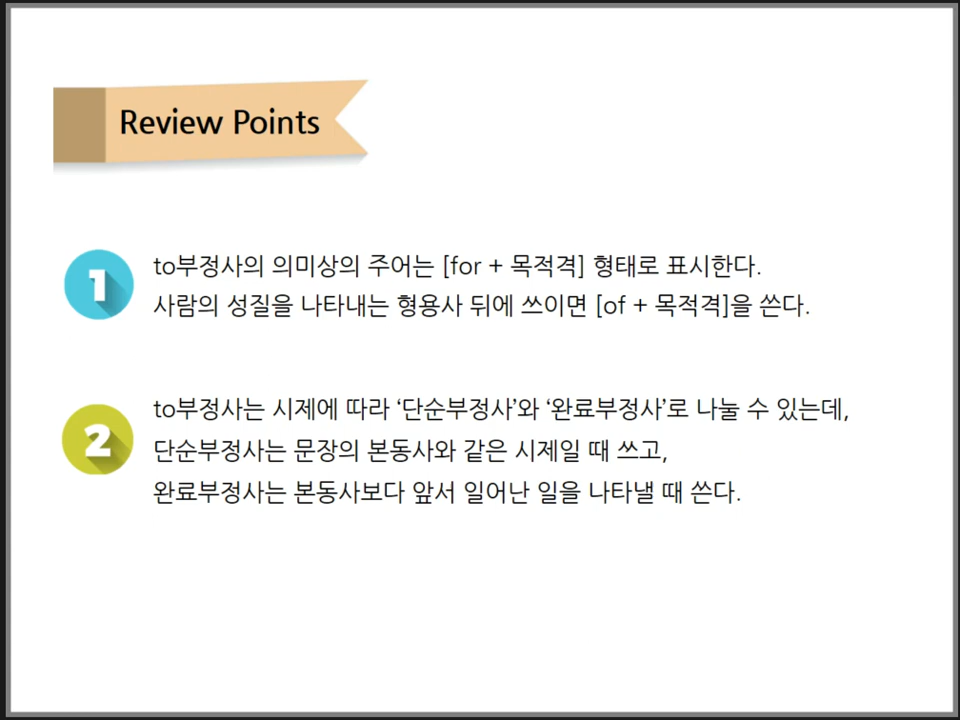 Review Points
1
to부정사의 의미상의 주어는 [for + 목적격] 형태로 표시한다.
사람의 성질을 나타내는 형용사 뒤에 쓰이면 [of + 목적격]을 쓴다.
2
to부정사는 시제에 따라 ‘단순부정사’와 ‘완료부정사’로 나눌 수 있는데,
단순부정사는 문장의 본동사와 같은 시제일 때 쓰고,
완료부정사는 본동사보다 앞서 일어난 일을 나타낼 때 쓴다.